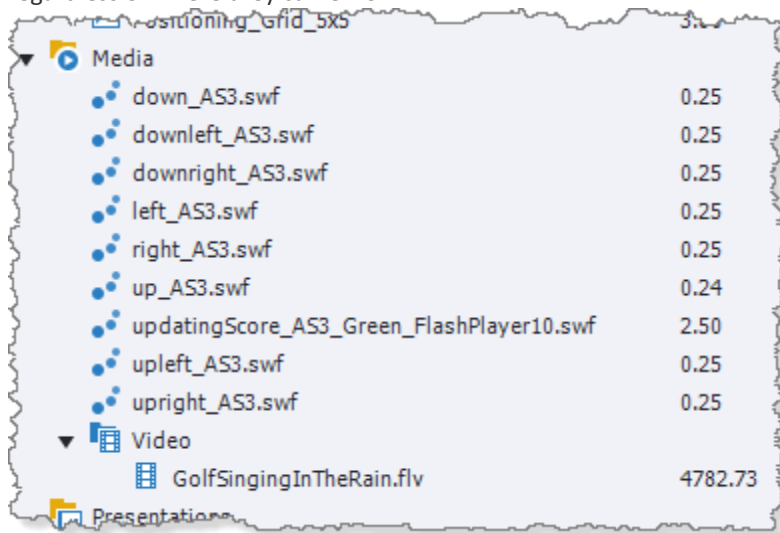 Media
down_AS3.swf 0.25
downleft_AS3.swf 0.25
downright_AS3.swf 0.25
left_AS3.swf 0.25
right_AS3.swf 0.25
up_AS3.swf 0.24
updatingScore_AS3_Green_FlashPlayer10.swf 2.50
upleft_AS3.swf 0.25
upright_AS3.swf 0.25
Video
GolfSingingInTheRain.flv 4782.73
Presentations